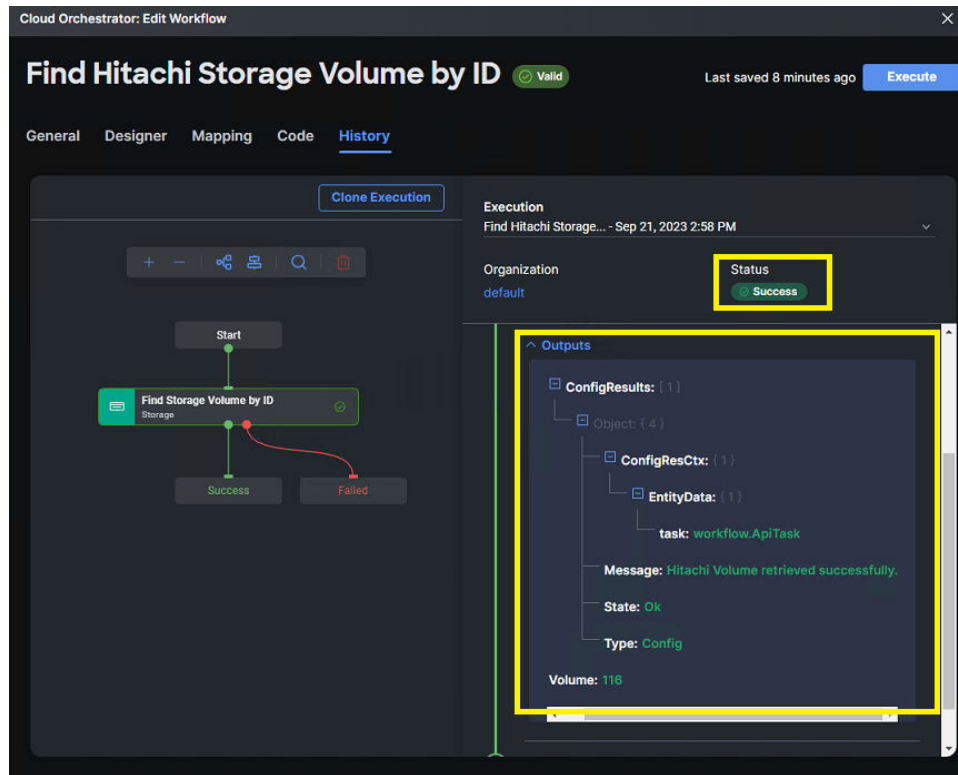 Cloud Orchestrator: Edit Workflow
Find Hitachi Storage Volume by ID
Valid
Last saved 8 minutes ago
Execute
General Designer Mapping Code History
Clone Execution
Start
Find Storage Volume by ID
Storage
Success
Failed
Execution
Find Hitachi Storage... - Sep 21, 2023 2:58 PM
Organization
default
Status
Success
Outputs
ConfigResults: [ 1 ]
Object: { 4 }
ConfigResCtx: { 1 }
EntityData: { 1 }
task: workflow.ApiTask
Message: Hitachi Volume retrieved successfully.
State: Ok
Type: Config
Volume: 116